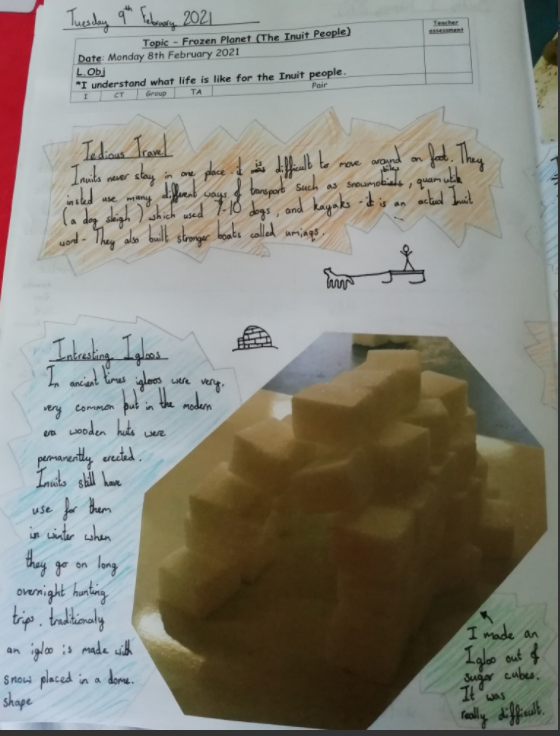 Tuesday 9th February 2021
Topic – Frozen Planet (The Inuit People)
Teacher assessment
Date: Monday 8th February 2021
L.Obj
*I understand what life is like for the Inuit people.
I CT Group TA Pair
Tedious Travel
Inuits never stay in one place. it was difficult to move around on foot. They
insted use many different ways of transport such as snowmobiles, quamutik
(a dog sleigh) which used 7-10 dogs, and kayaks - it is an actual Inuit
word - They also built stronger boats called umiaqs.
Intresting Igloos
In ancient times igloos were very,
very common but in the modern
era wooden huts were
permanently erected.
Inuits still have
use for them
in winter when
they go on long
overnight hunting
trips, traditionaly
an igloo is made with
snow placed in a dome.
shape
I made an
Igloo out of
sugar cubes.
It was
really difficult.